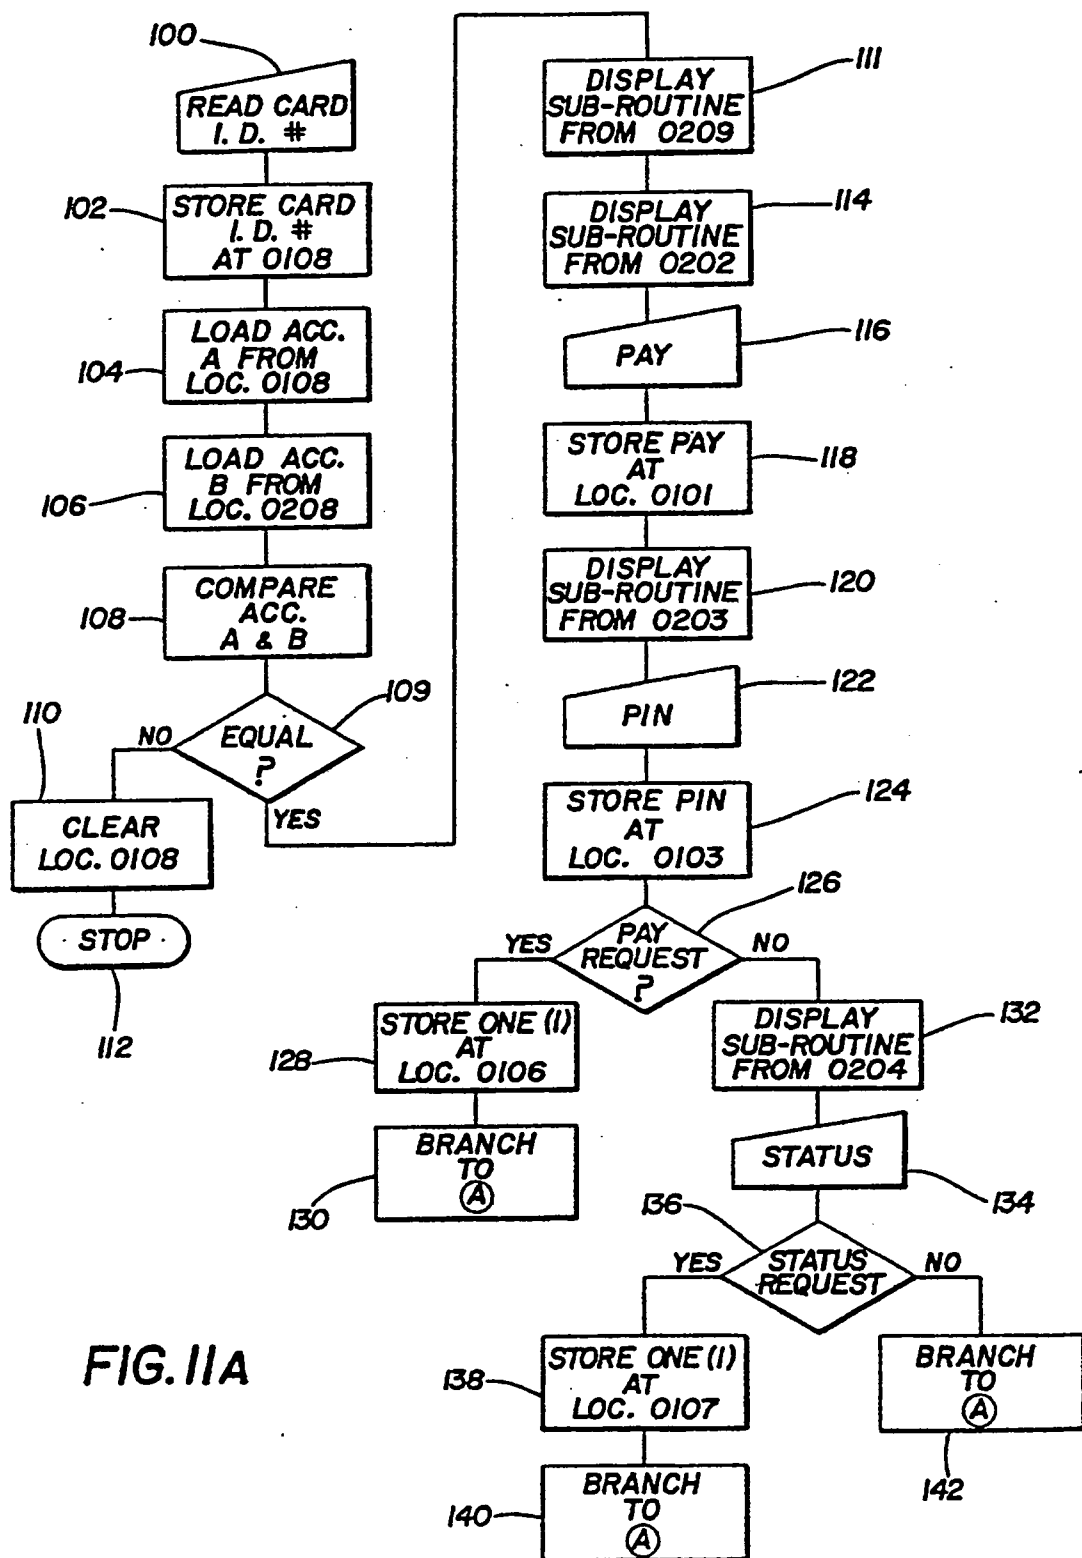 100
READ CARD
I. D. #
102
STORE CARD
I. D. #
AT 0108
104
LOAD ACC.
A FROM
LOC. 0108
106
LOAD ACC.
B FROM
LOC. 0208
108
COMPARE
ACC.
A & B
109
EQUAL
?
NO
YES
110
CLEAR
LOC. 0108
STOP
112
111
DISPLAY
SUB-ROUTINE
FROM 0209
114
DISPLAY
SUB-ROUTINE
FROM 0202
116
PAY
118
STORE PAY
AT
LOC. 0101
120
DISPLAY
SUB-ROUTINE
FROM 0203
122
PIN
124
STORE PIN
AT
LOC. 0103
126
PAY
REQUEST
?
YES
NO
128
STORE ONE (1)
AT
LOC. 0106
130
BRANCH
TO
A
132
DISPLAY
SUB-ROUTINE
FROM 0204
STATUS
134
136
STATUS
REQUEST
YES
NO
138
STORE ONE (1)
AT
LOC. 0107
140
BRANCH
TO
A
BRANCH
TO
A
142
FIG. 11A